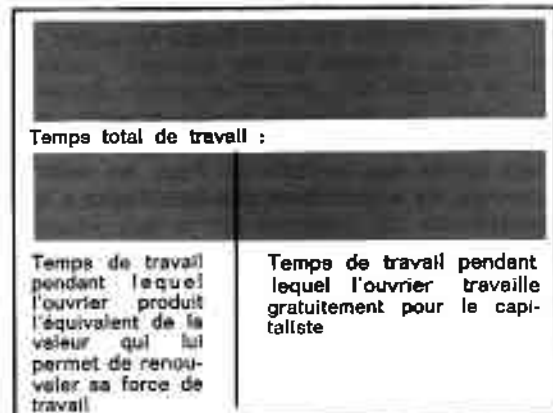 Temps total de travail :
Temps de travail
pendant lequel
l'ouvrier produit
l'équivalent de la
valeur qui lui
permet de renou-
veler sa force de
travail
Temps de travail pendant
lequel l'ouvrier travaille
gratuitement pour le capi-
taliste